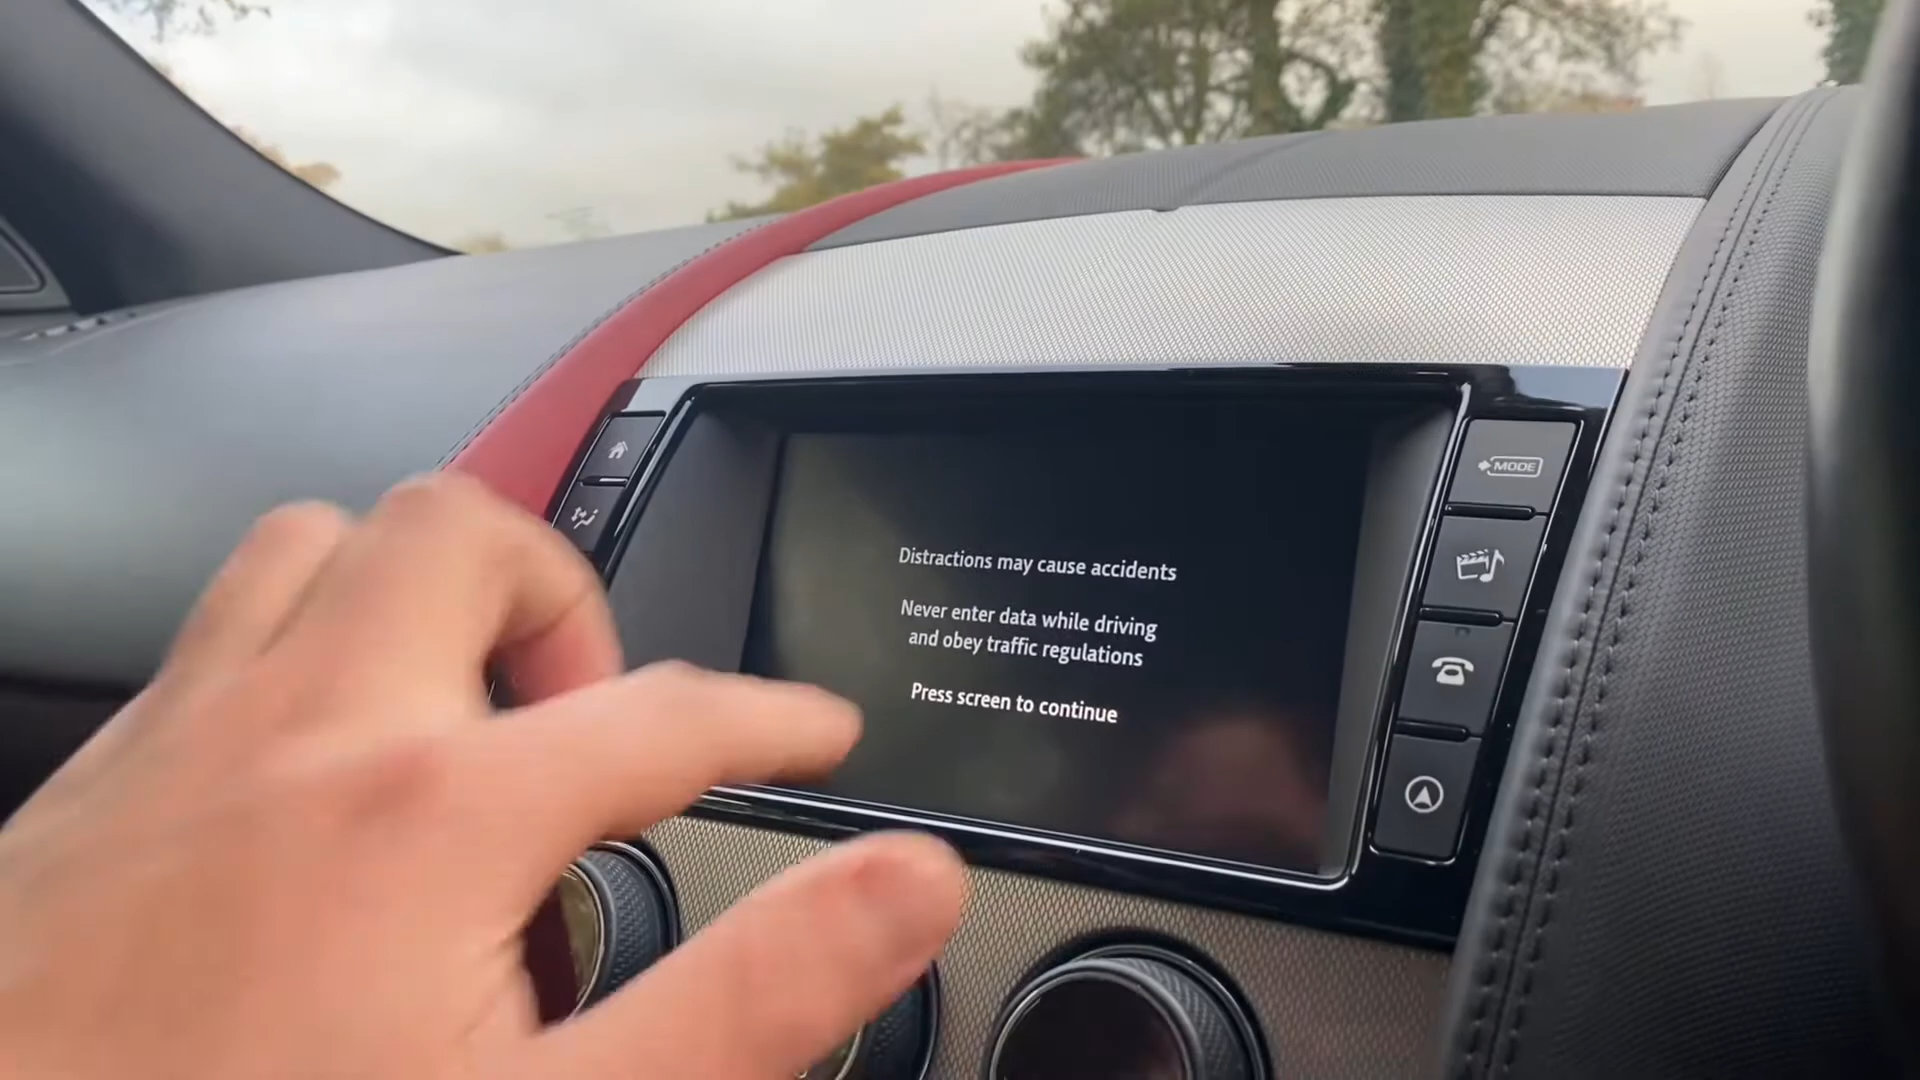 Distractions may cause accidents
Never enter data while driving
and obey traffic regulations
Press screen to continue
MODE